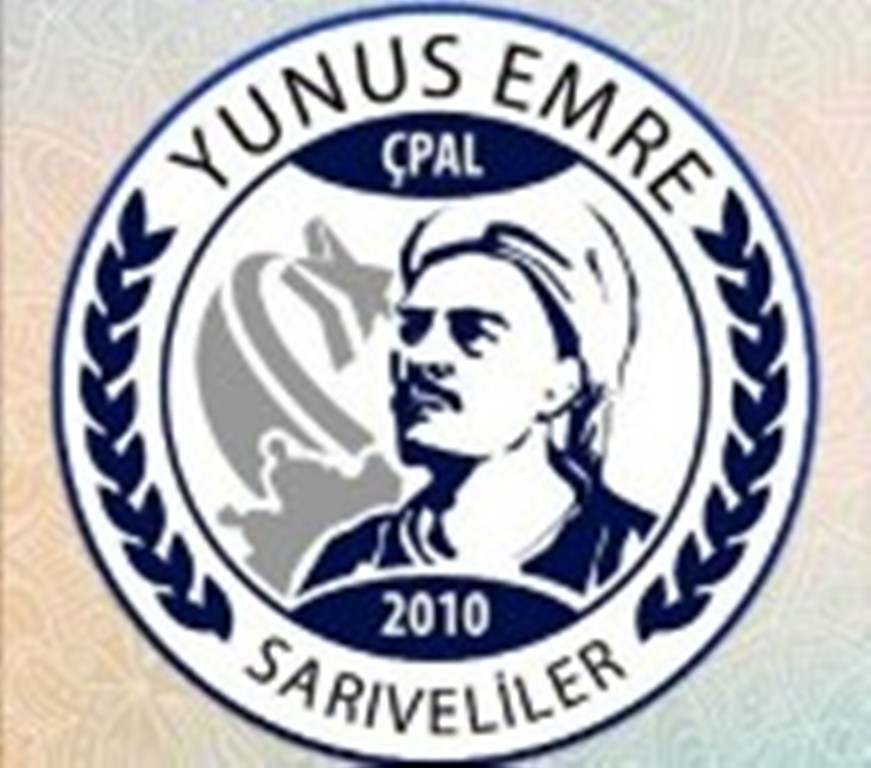 YUNUS EMRE
ÇPAL
2010
SARIVELİLER